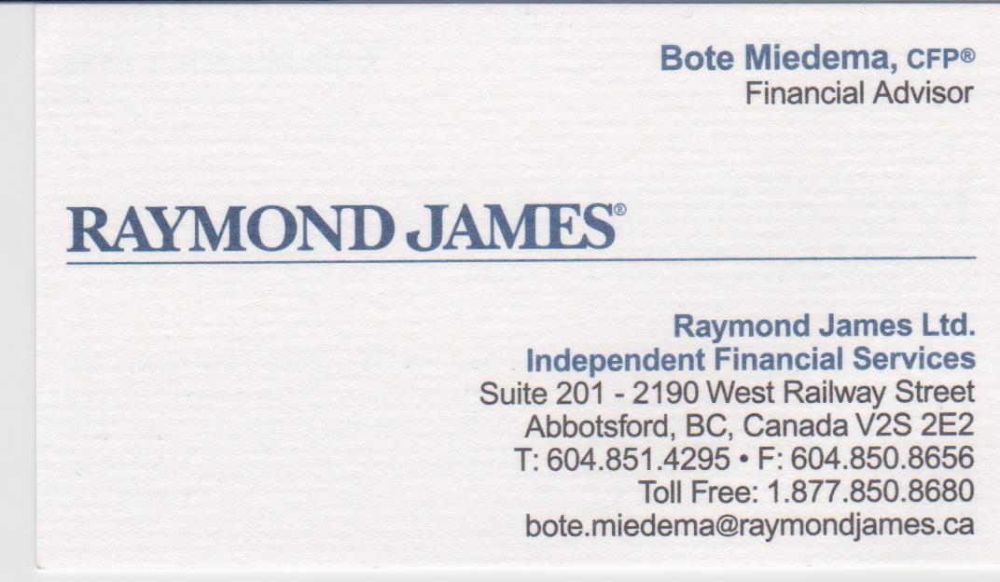 Bote Miedema, CFP®
Financial Advisor
RAYMOND JAMES®
Raymond James Ltd.
Independent Financial Services
Suite 201 - 2190 West Railway Street
Abbotsford, BC, Canada V2S 2E2
T: 604.851.4295 • F: 604.850.8656
Toll Free: 1.877.850.8680
bote.miedema@raymondjames.ca